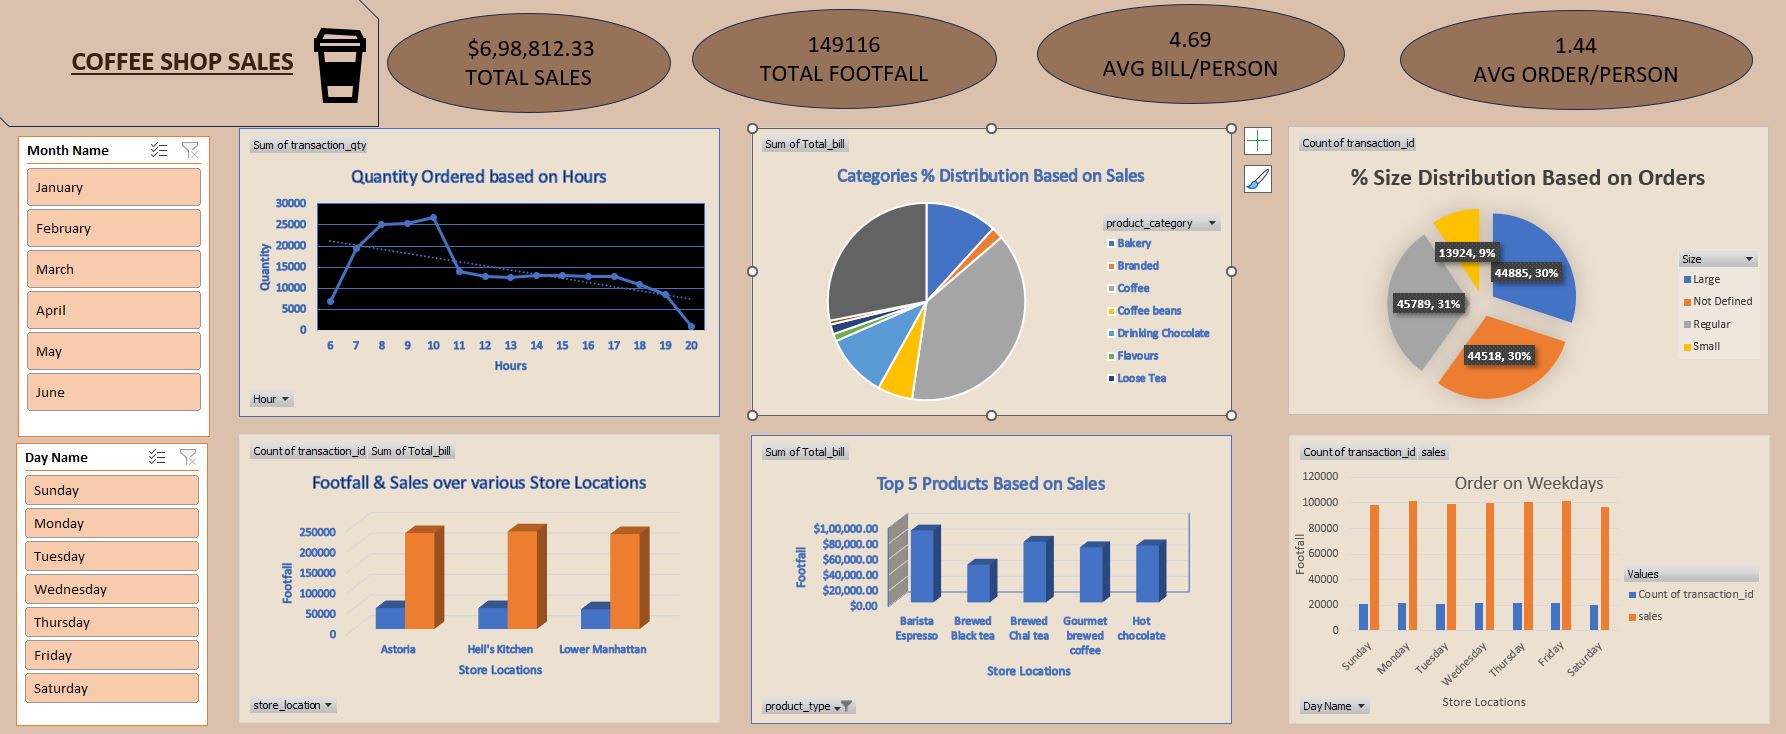 COFFEE SHOP SALES
$6,98,812.33
TOTAL SALES
149116
TOTAL FOOTFALL
4.69
AVG BILL/PERSON
1.44
AVG ORDER/PERSON
Month Name
January
February
March
April
May
June
Day Name
Sunday
Monday
Tuesday
Wednesday
Thursday
Friday
Saturday
Sum of transaction_qty
Quantity Ordered based on Hours
Quantity
30000
25000
20000
15000
10000
5000
0
6 7 8 9 10 11 12 13 14 15 16 17 18 19 20
Hours
Hour
Sum of Total_bill
Categories % Distribution Based on Sales
product_category
Bakery
Branded
Coffee
Coffee beans
Drinking Chocolate
Flavours
Loose Tea
Count of transaction_id
% Size Distribution Based on Orders
13924, 9%
44885, 30%
45789, 31%
44518, 30%
Size
Large
Not Defined
Regular
Small
Count of transaction_id Sum of Total_bill
Footfall & Sales over various Store Locations
Footfall
250000
200000
150000
100000
50000
0
Astoria Hell's Kitchen Lower Manhattan
Store Locations
store_location
Sum of Total_bill
Top 5 Products Based on Sales
Footfall
$1,00,000.00
$80,000.00
$60,000.00
$40,000.00
$20,000.00
$0.00
Barista Brewed Brewed Gourmet Hot
Espresso Black tea Chai tea brewed chocolate
coffee
Store Locations
product_type
Count of transaction_id sales
Order on Weekdays
Footfall
120000
100000
80000
60000
40000
20000
0
Sunday Monday Tuesday Wednesday Thursday Friday Saturday
Store Locations
Values
Count of transaction_id
sales
Day Name